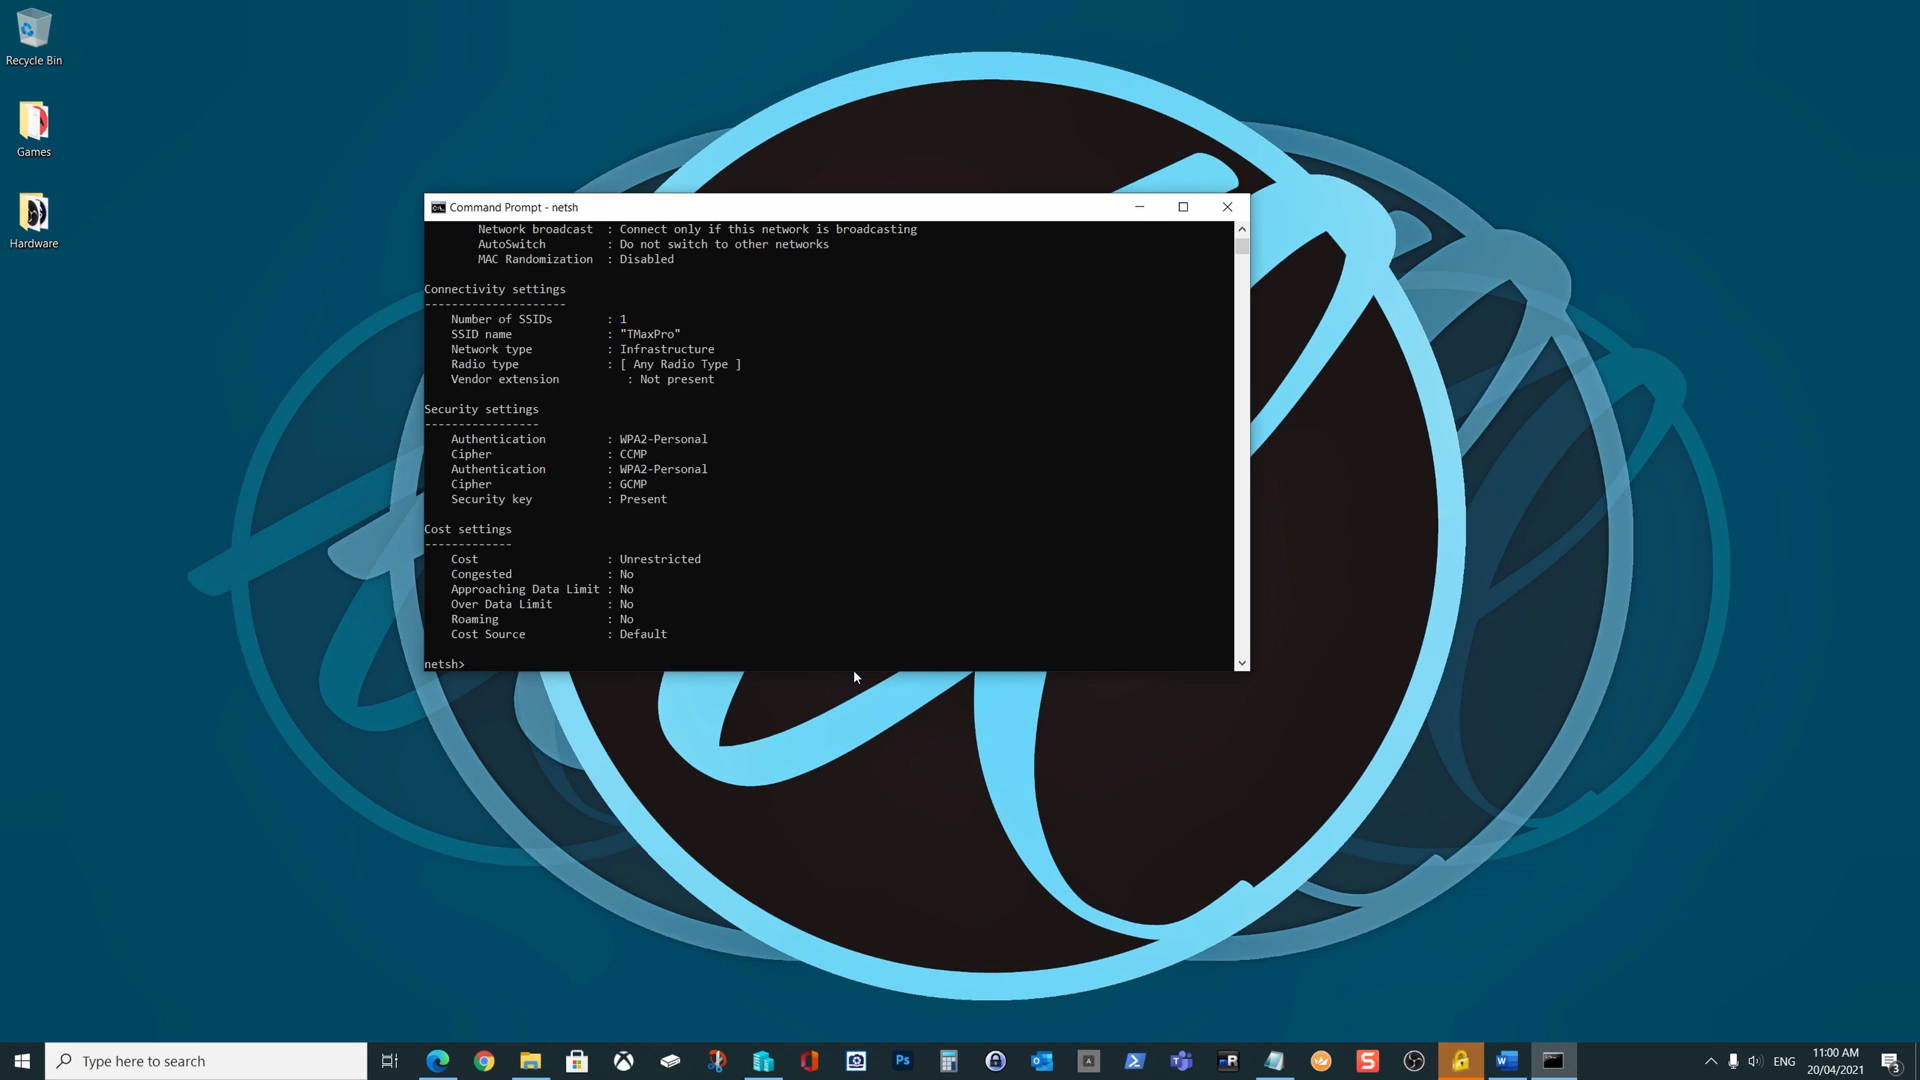 Recycle Bin
Games
Hardware
Command Prompt - netsh
Network broadcast : Connect only if this network is broadcasting
AutoSwitch : Do not switch to other networks
MAC Randomization : Disabled
Connectivity settings
---------------------
Number of SSIDs : 1
SSID name : "TMaxPro"
Network type : Infrastructure
Radio type : [ Any Radio Type ]
Vendor extension : Not present
Security settings
-----------------
Authentication : WPA2-Personal
Cipher : CCMP
Authentication : WPA2-Personal
Cipher : GCMP
Security key : Present
Cost settings
-------------
Cost : Unrestricted
Congested : No
Approaching Data Limit : No
Over Data Limit : No
Roaming : No
Cost Source : Default
netsh>
Type here to search
Ps
A
R
S
W
ENG
11:00 AM
20/04/2021
3